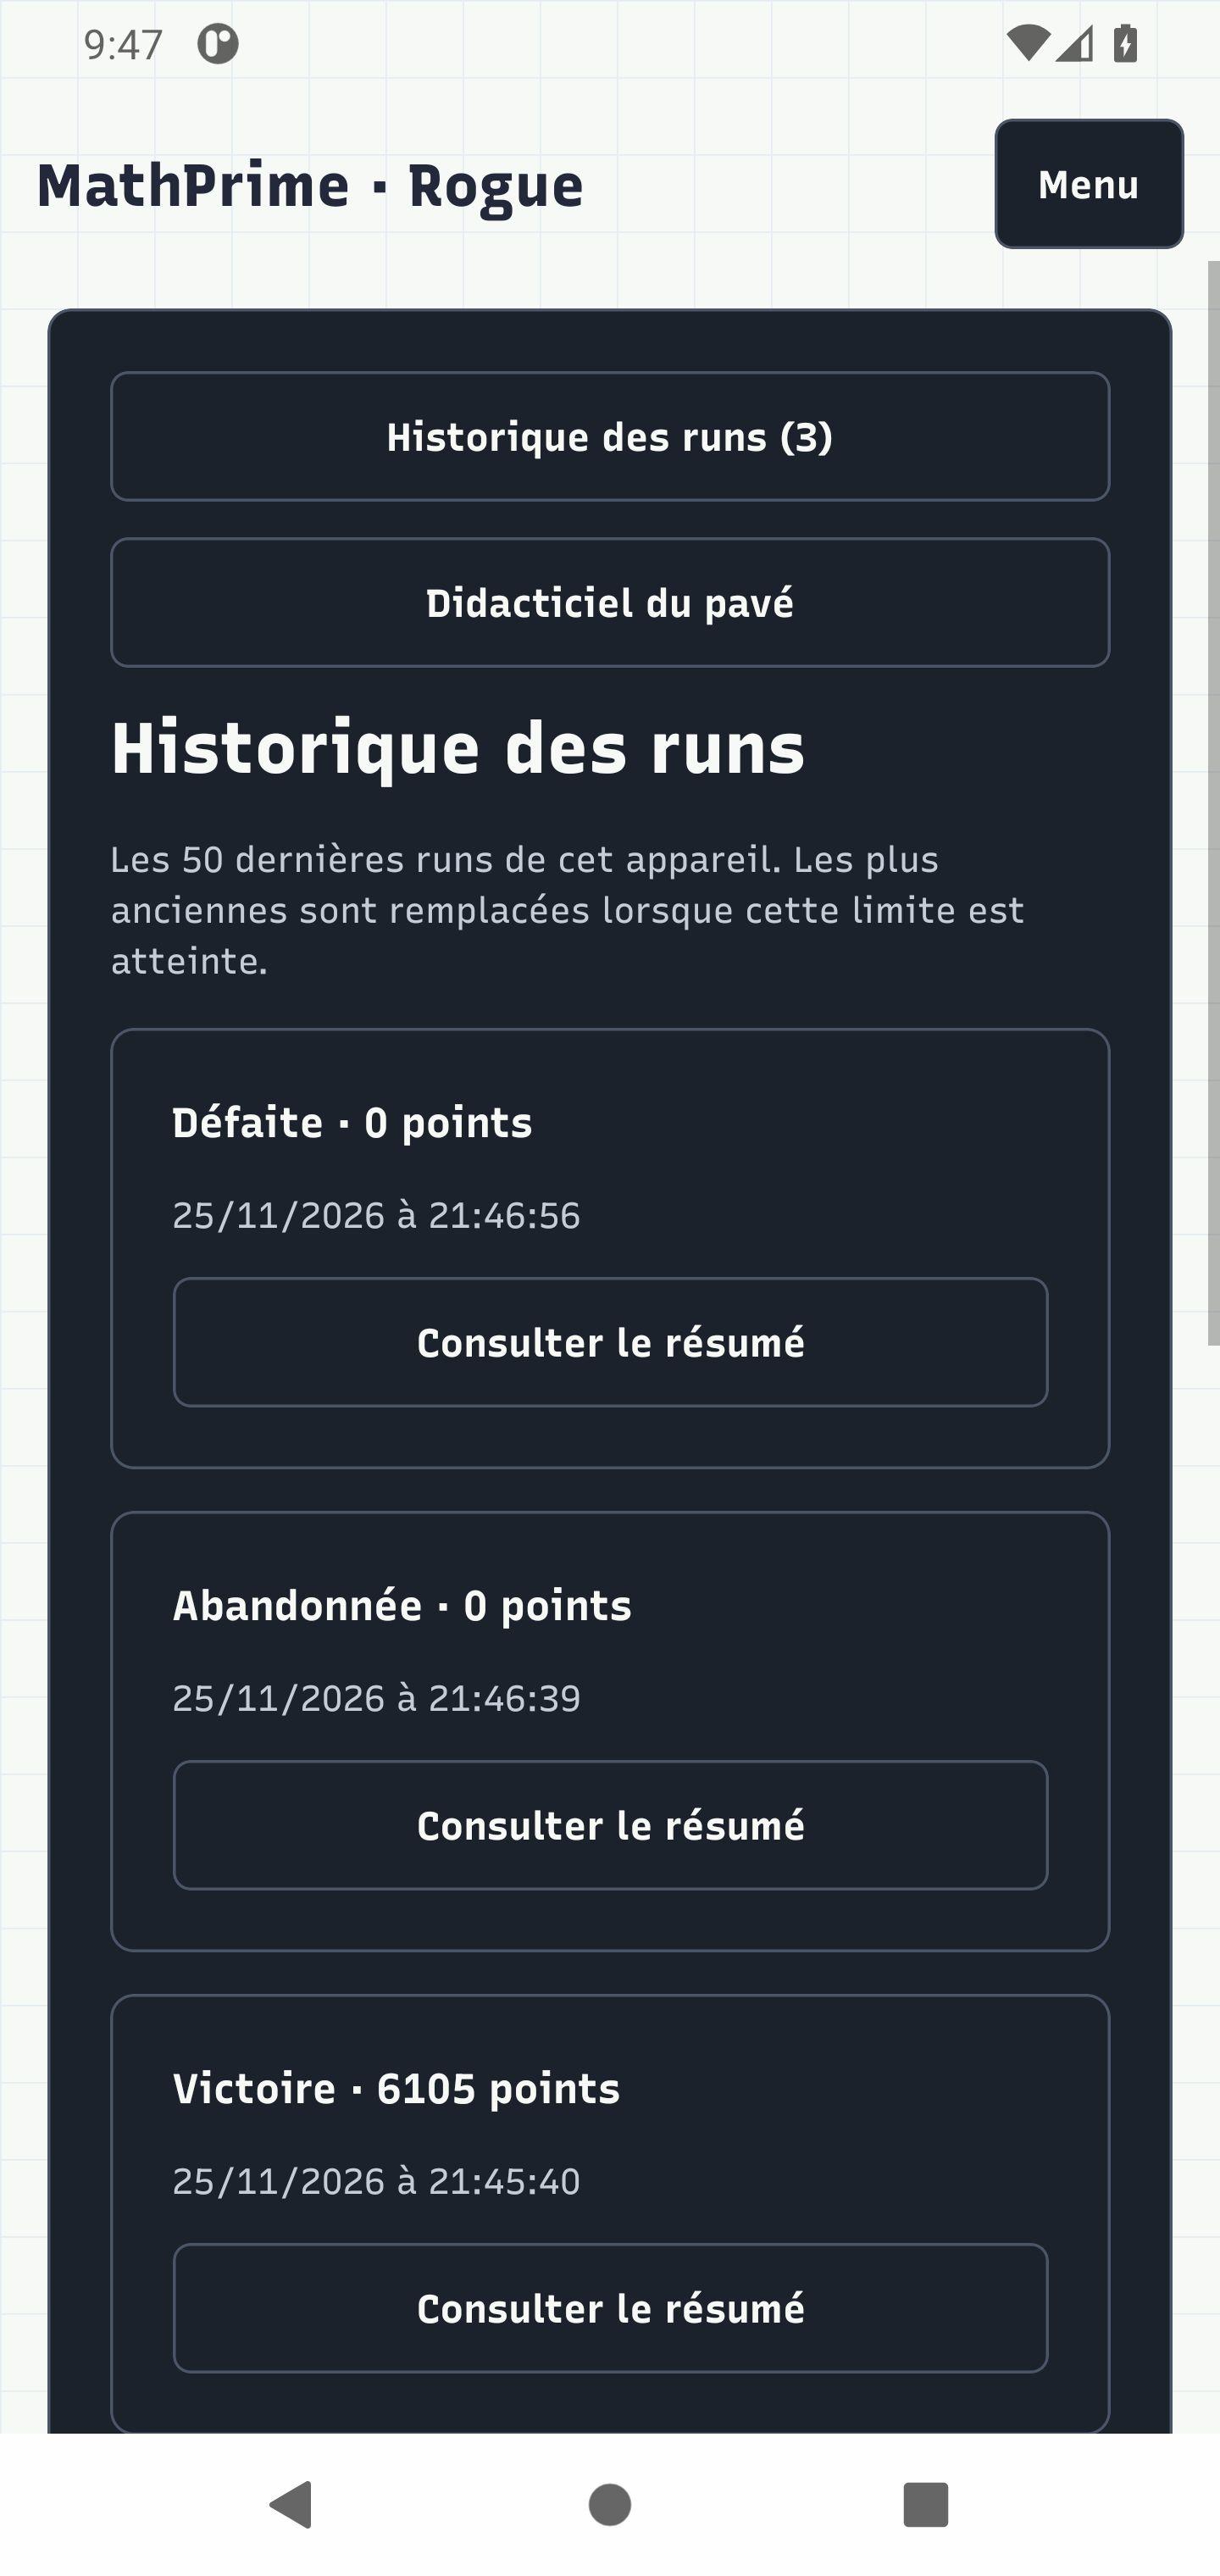 9:47
MathPrime · Rogue
Menu
Historique des runs (3)
Didacticiel du pavé
Historique des runs
Les 50 dernières runs de cet appareil. Les plus
anciennes sont remplacées lorsque cette limite est
atteinte.
Défaite · 0 points
25/11/2026 à 21:46:56
Consulter le résumé
Abandonnée · 0 points
25/11/2026 à 21:46:39
Consulter le résumé
Victoire · 6105 points
25/11/2026 à 21:45:40
Consulter le résumé